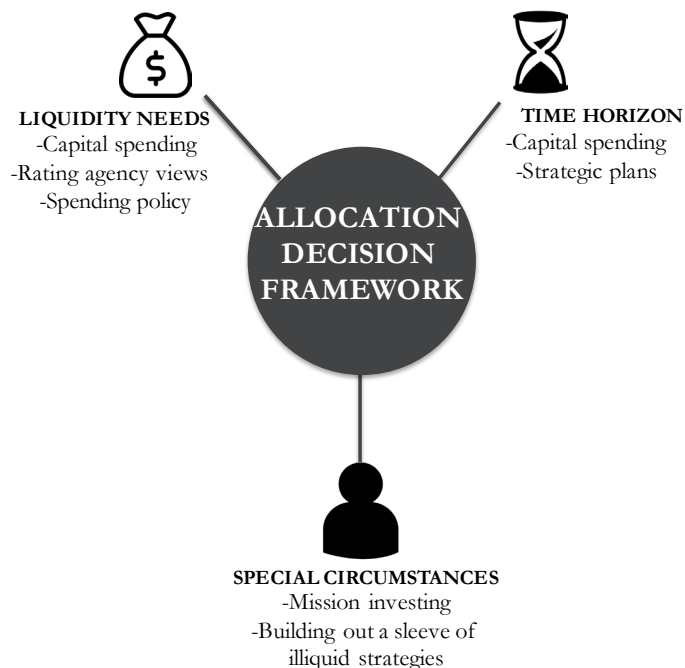 $
LIQUIDITY NEEDS
-Capital spending
-Rating agency views
-Spending policy
TIME HORIZON
-Capital spending
-Strategic plans
ALLOCATION
DECISION
FRAMEWORK
SPECIAL CIRCUMSTANCES
-Mission investing
-Building out a sleeve of
illiquid strategies